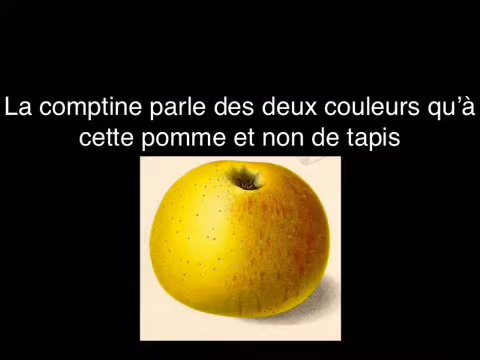 La comptine parle des deux couleurs qu’à
cette pomme et non de tapis